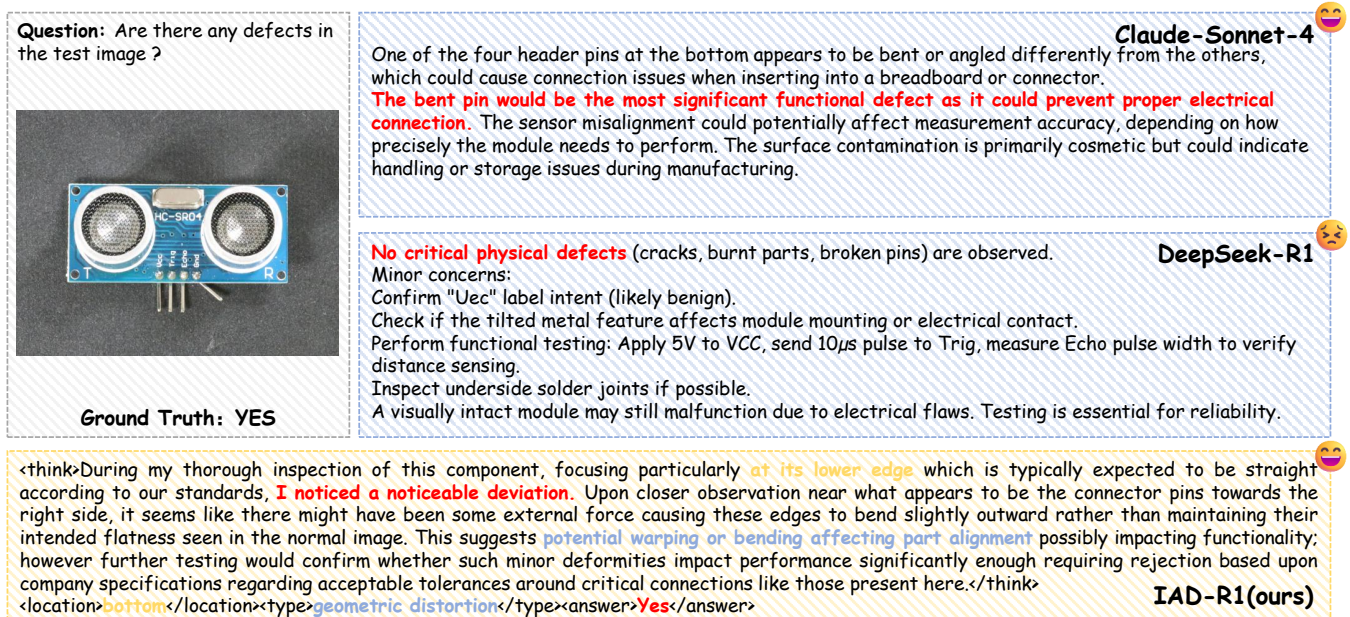 Question: Are there any defects in
the test image ?
HC-SR04
Vcc
Trig
Echo
Gnd
T
R
Ground Truth: YES
Claude-Sonnet-4
One of the four header pins at the bottom appears to be bent or angled differently from the others,
which could cause connection issues when inserting into a breadboard or connector.
The bent pin would be the most significant functional defect as it could prevent proper electrical
connection. The sensor misalignment could potentially affect measurement accuracy, depending on how
precisely the module needs to perform. The surface contamination is primarily cosmetic but could indicate
handling or storage issues during manufacturing.
No critical physical defects (cracks, burnt parts, broken pins) are observed.
DeepSeek-R1
Minor concerns:
Confirm "Uec" label intent (likely benign).
Check if the tilted metal feature affects module mounting or electrical contact.
Perform functional testing: Apply 5V to VCC, send 10μs pulse to Trig, measure Echo pulse width to verify
distance sensing.
Inspect underside solder joints if possible.
A visually intact module may still malfunction due to electrical flaws. Testing is essential for reliability.
<think>During my thorough inspection of this component, focusing particularly at its lower edge which is typically expected to be straight
according to our standards, I noticed a noticeable deviation. Upon closer observation near what appears to be the connector pins towards the
right side, it seems like there might have been some external force causing these edges to bend slightly outward rather than maintaining their
intended flatness seen in the normal image. This suggests potential warping or bending affecting part alignment possibly impacting functionality;
however further testing would confirm whether such minor deformities impact performance significantly enough requiring rejection based upon
company specifications regarding acceptable tolerances around critical connections like those present here.</think>
<location>bottom</location><type>geometric distortion</type><answer>Yes</answer>
IAD-R1(ours)